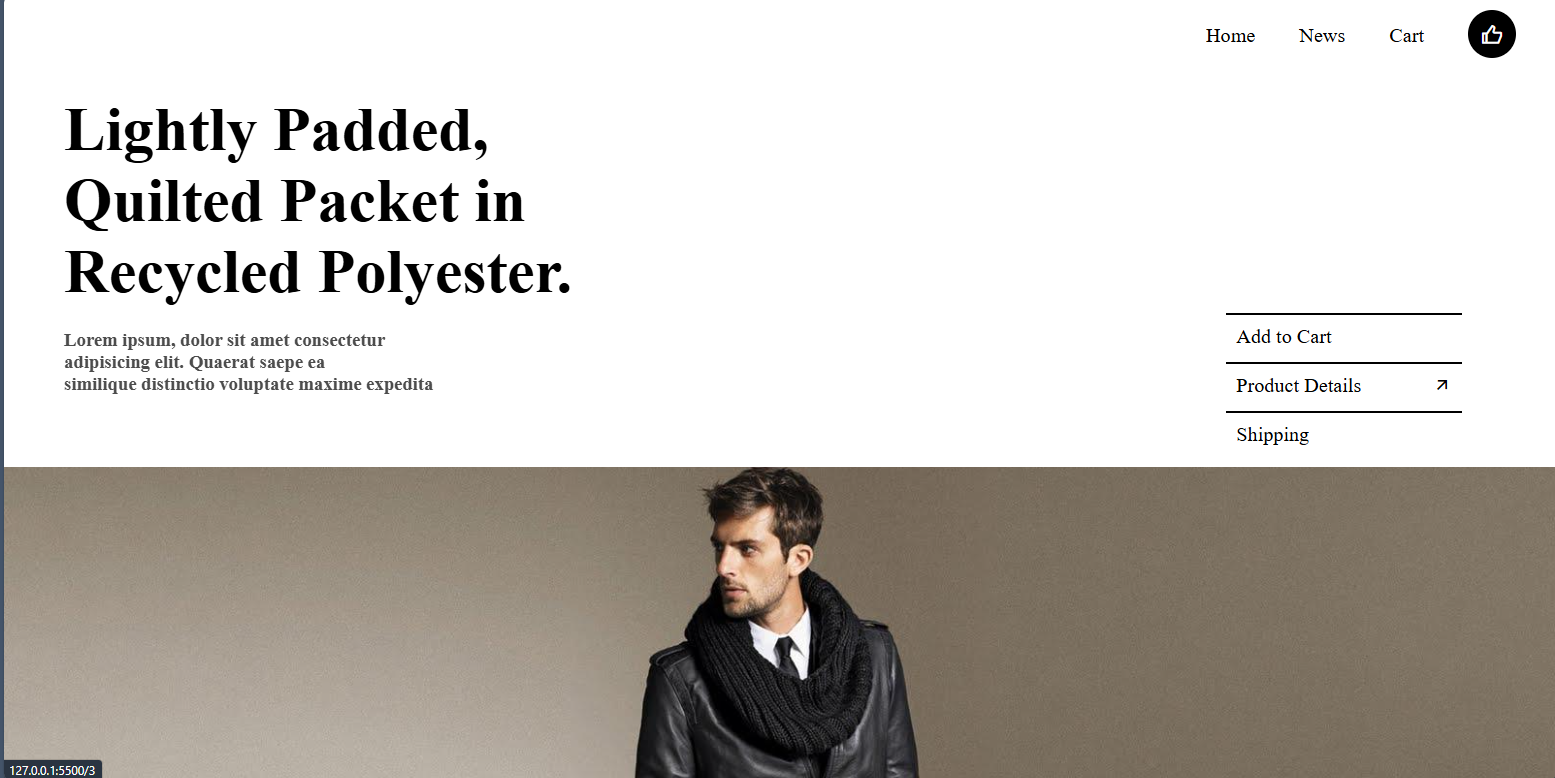 Home News Cart
Lightly Padded,
Quilted Packet in
Recycled Polyester.
Lorem ipsum, dolor sit amet consectetur
adipisicing elit. Quaerat saepe ea
similique distinctio voluptate maxime expedita
Add to Cart
Product Details
Shipping
127.0.0.1:5500/3